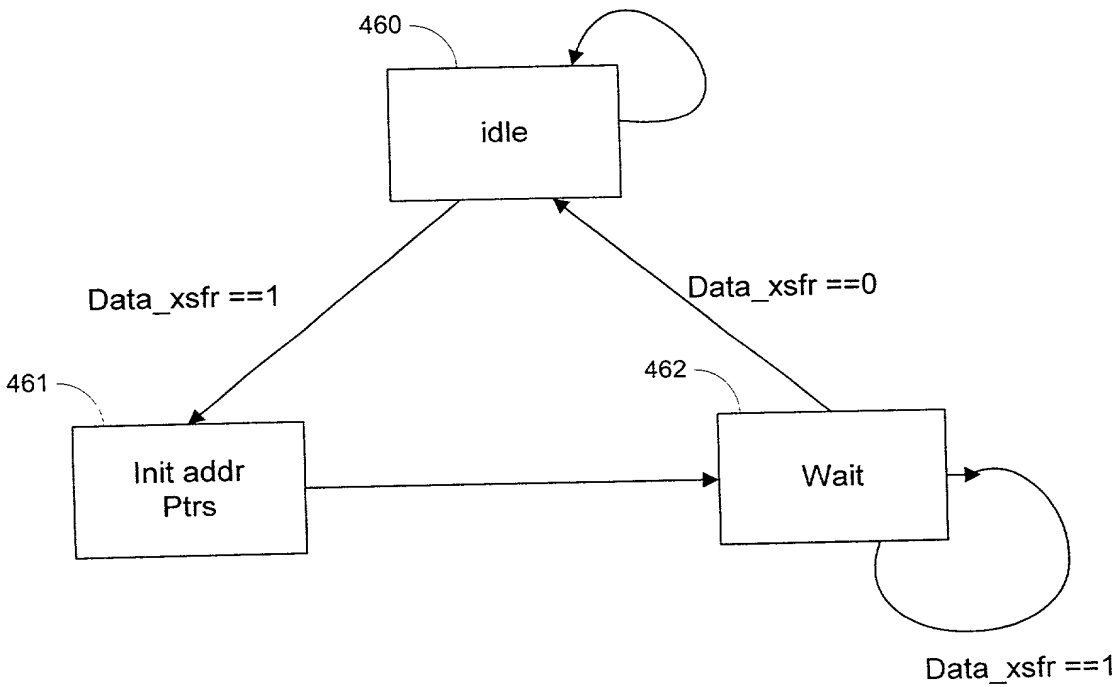 460
idle
Data_xsfr ==1
Data_xsfr ==0
461
462
Init addr
Ptrs
Wait
Data_xsfr ==1